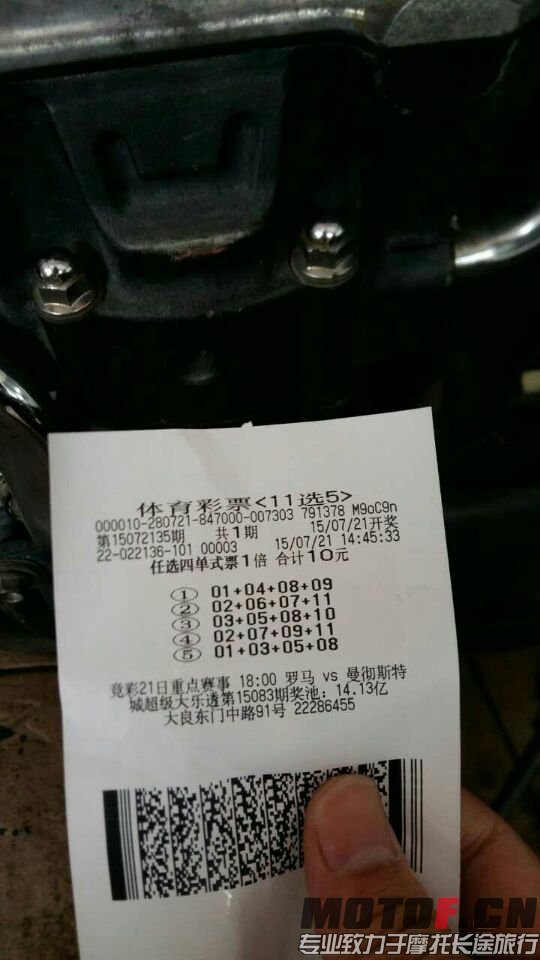 体育彩票<11选5>
000010-280721-847000-007303 791378 M9oC9n
第15072135期 共1期 15/07/21开奖
22-022136-101 00003 15/07/21 14:45:33
任选四单式票1倍 合计10元
① 01+04+08+09
② 02+06+07+11
③ 03+05+08+10
④ 02+07+09+11
⑤ 01+03+05+08
竞彩21日重点赛事 18:00 罗马 vs 曼彻斯特
城超级大乐透第15083期奖池: 14.13亿
大良东门中路91号 22286455
MOTOF.CN
专业致力于摩托长途旅行